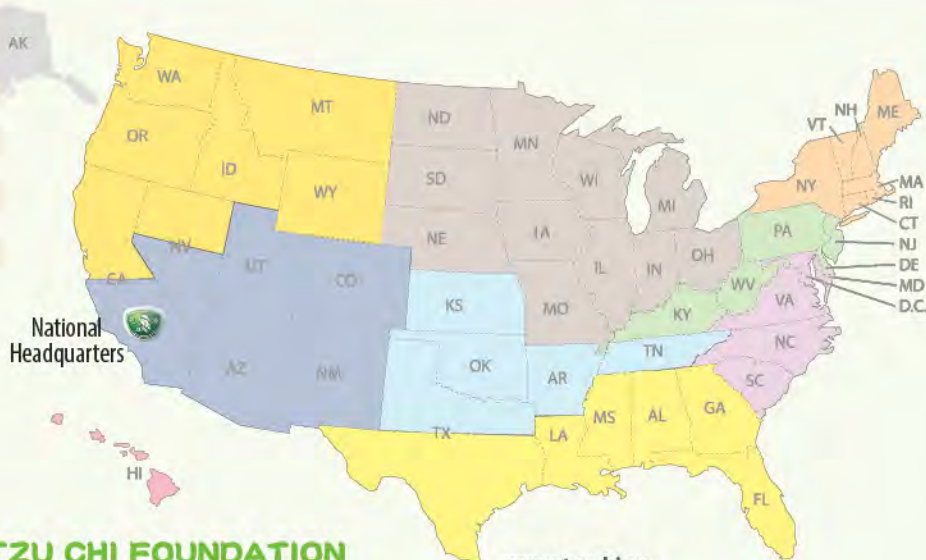 AK
WA
OR
MT
ID
WY
NV
CA
UT
CO
AZ
NM
ND
SD
NE
MN
IA
WI
MI
IL
IN
OH
MO
KS
OK
TX
AR
TN
LA
MS
AL
GA
FL
KY
WV
PA
VA
NC
SC
NY
VT
NH
ME
MA
RI
CT
NJ
DE
MD
D.C.
National
Headquarters
HI
TZU CHI FOUNDATION